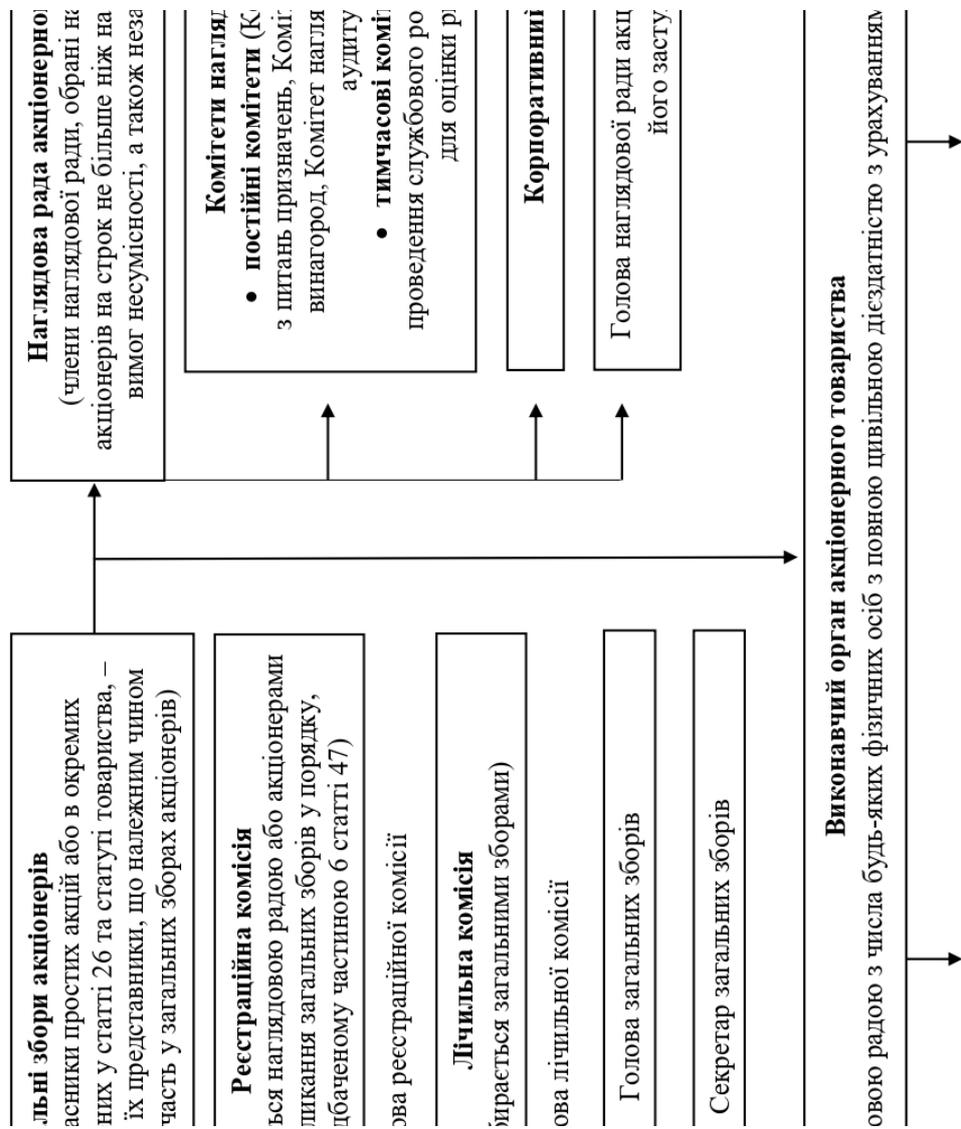 льні збори акціонерів
асники простих акцій або в окремих
них у статті 26 та статуті товариства, –
їх представники, що належним чином
часть у загальних зборах акціонерів)
Реєстраційна комісія
ься наглядовою радою або акціонерами
ликання загальних зборів у порядку,
дбаченому частиною 6 статті 47)
ова реєстраційної комісії
Лічильна комісія
бирається загальними зборами)
ова лічильної комісії
Голова загальних зборів
Секретар загальних зборів
Наглядова рада акціонерно
(члени наглядової ради, обрані на
акціонерів на строк не більше ніж на
вимог несумісності, а також неза
Комітети нагляд
• постійні комітети (К
з питань призначень, Комі
винагород, Комітет нагля
аудиту
• тимчасові коміт
проведення службового ро
для оцінки р
Корпоративний
Голова наглядової ради акц
його засту
Виконавчий орган акціонерного товариства
овою радою з числа будь-яких фізичних осіб з повною цивільною дієздатністю з урахуванням